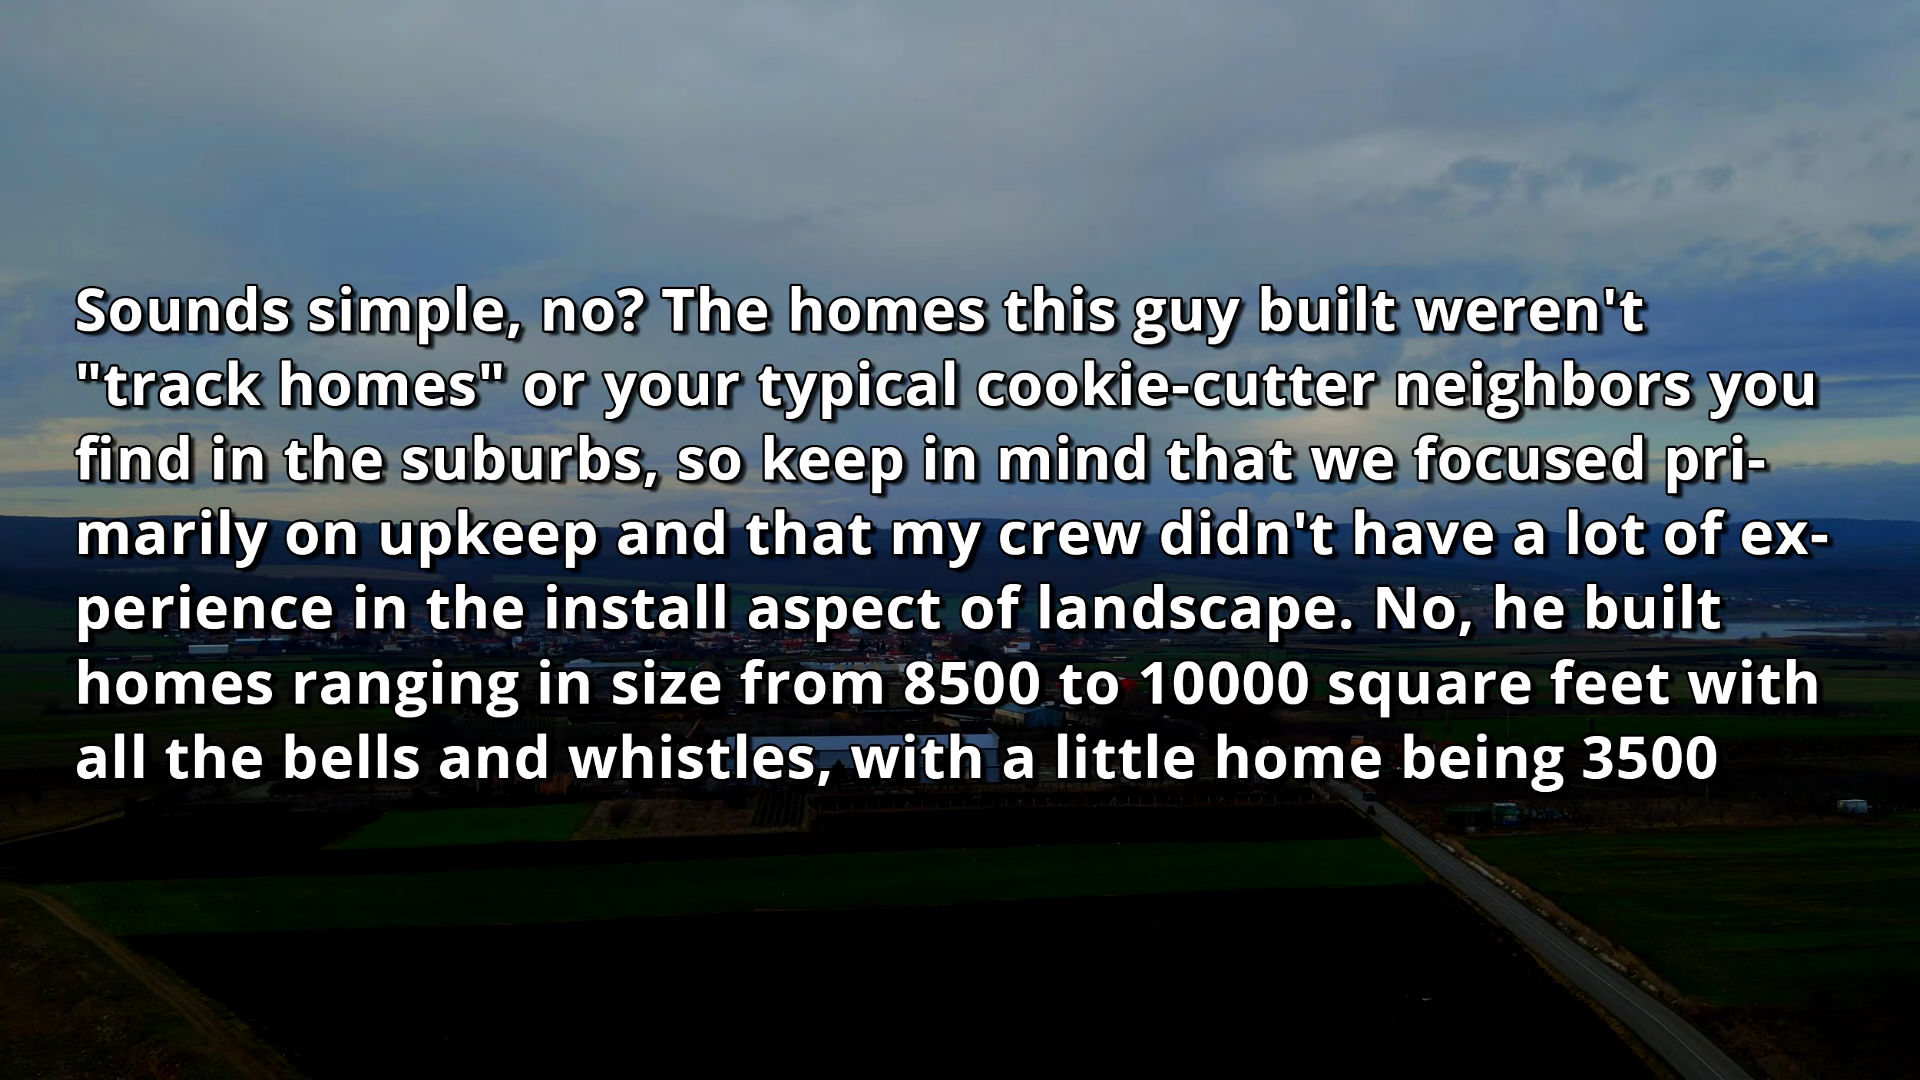 Sounds simple, no? The homes this guy built weren't
"track homes" or your typical cookie-cutter neighbors you
find in the suburbs, so keep in mind that we focused pri-
marily on upkeep and that my crew didn't have a lot of ex-
perience in the install aspect of landscape. No, he built
homes ranging in size from 8500 to 10000 square feet with
all the bells and whistles, with a little home being 3500